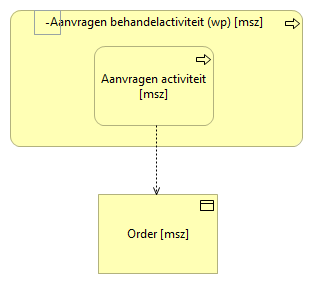 -Aanvragen behandelactiviteit (wp) [msz]
Aanvragen activiteit
[msz]
Order [msz]